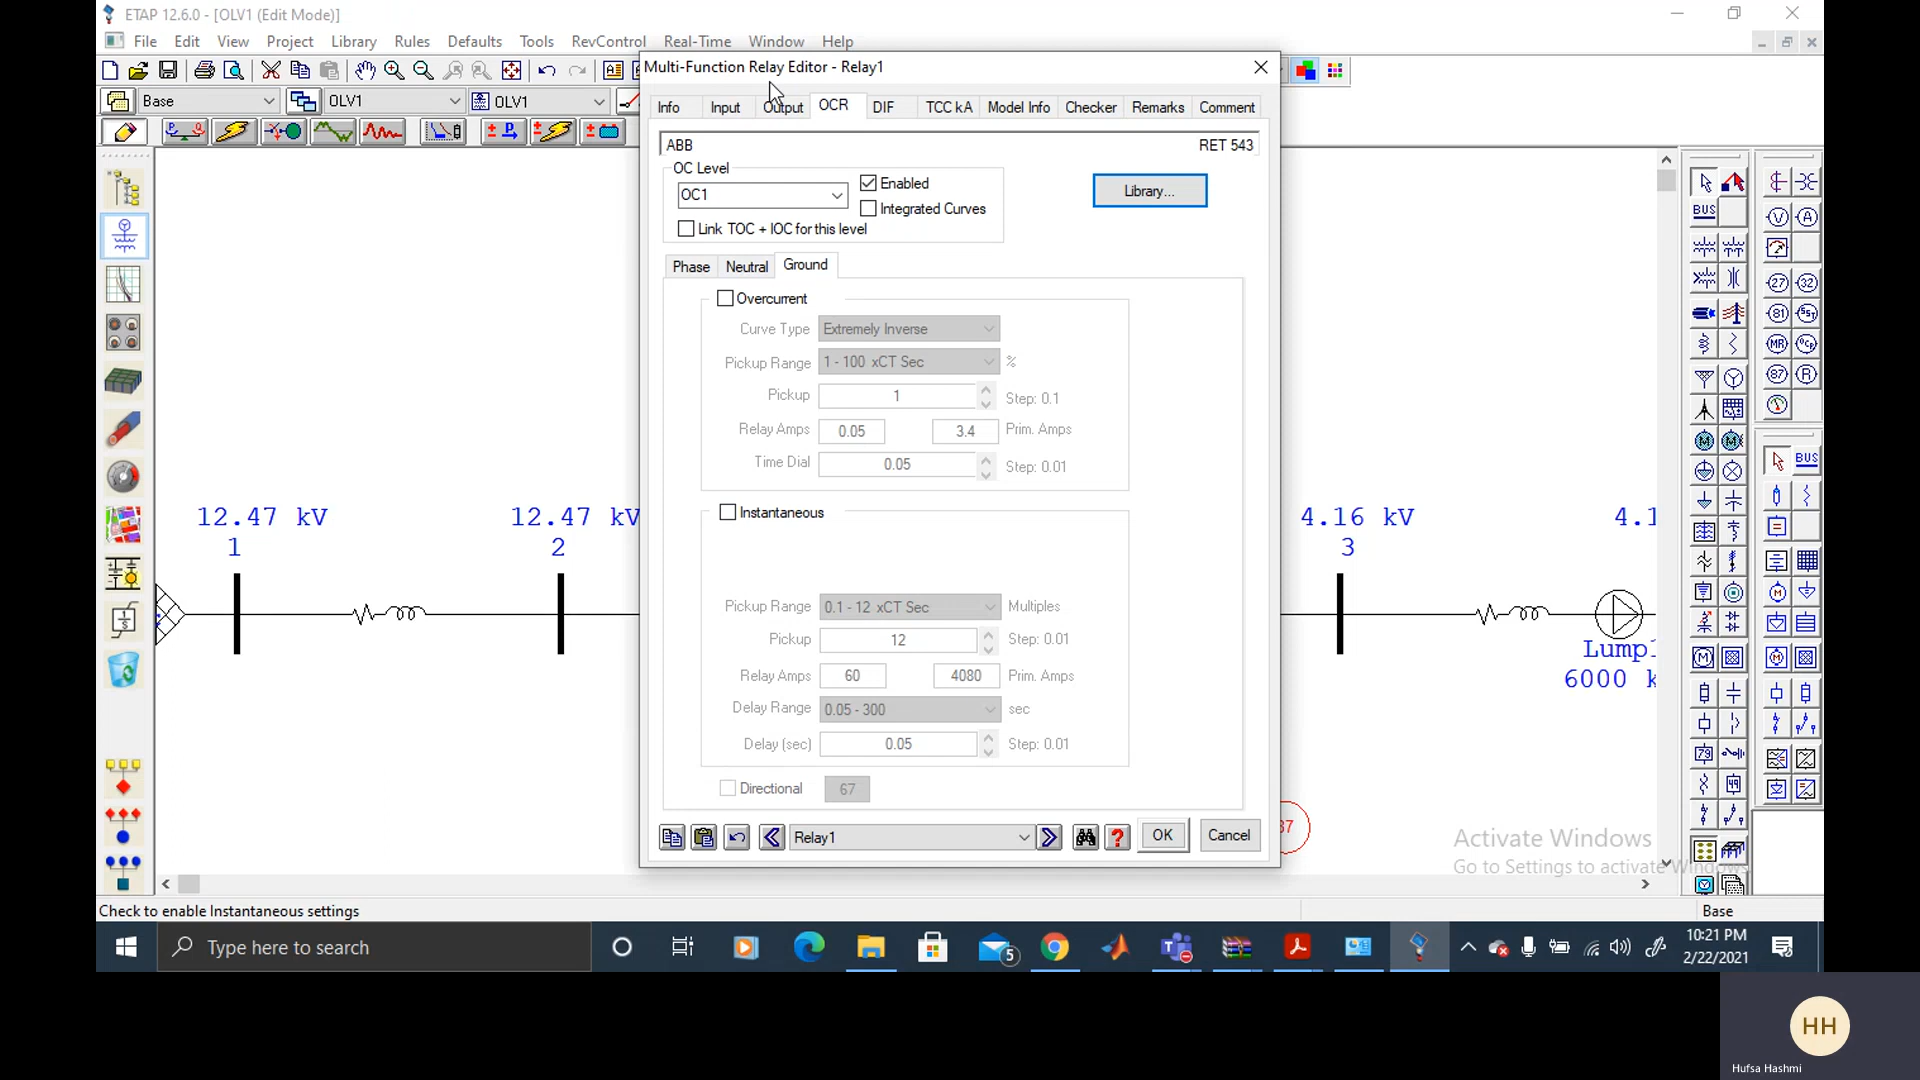 ETAP 12.6.0 - [OLV1 (Edit Mode)]
File Edit View Project Library Rules Defaults Tools RevControl Real-Time Window Help
Base OLV1 OLV1
Multi-Function Relay Editor - Relay1
Info Input Output OCR DIF TCC kA Model Info Checker Remarks Comment
ABB RET 543
OC Level
OC1
Enabled
Integrated Curves
Link TOC + IOC for this level
Library...
Phase Neutral Ground
Overcurrent
Curve Type Extremely Inverse
Pickup Range 1 - 100 xCT Sec %
Pickup 1 Step: 0.1
Relay Amps 0.05 3.4 Prim. Amps
Time Dial 0.05 Step: 0.01
Instantaneous
Pickup Range 0.1 - 12 xCT Sec Multiples
Pickup 12 Step: 0.01
Relay Amps 60 4080 Prim. Amps
Delay Range 0.05 - 300 sec
Delay (sec) 0.05 Step: 0.01
Directional 67
Relay1 OK Cancel
12.47 kV
1
12.47 kV
2
4.16 kV
3
4.1
Lump1
6000 k
87
BUS
BUS
Activate Windows
Go to Settings to activate Windows.
Check to enable Instantaneous settings
Base
Type here to search
5
10:21 PM
2/22/2021
HH
Hufsa Hashmi